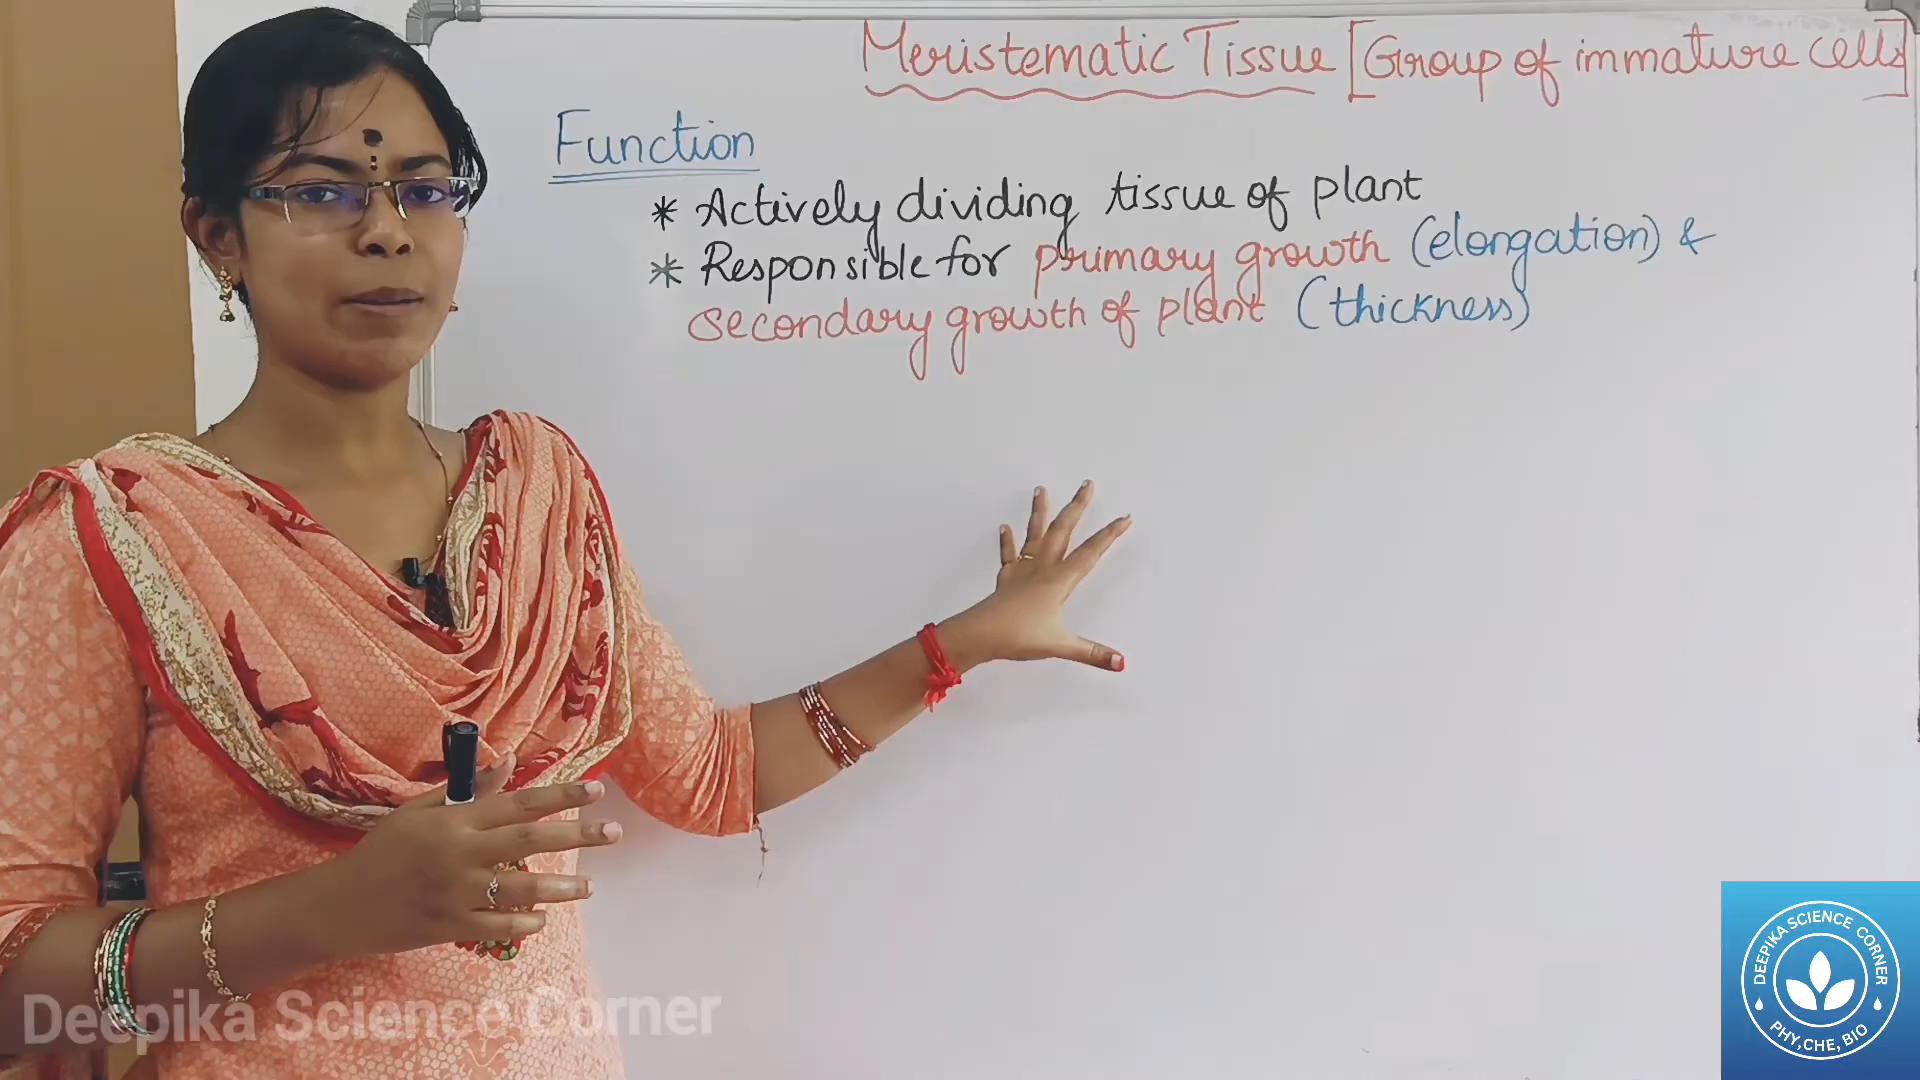 Meristematic Tissue [Group of immature cells]
Function
* Actively dividing tissue of plant
* Responsible for primary growth (elongation) &
secondary growth of plant (thickness)
Deepika Science Corner
DEEPIKA SCIENCE CORNER
PHY, CHE, BIO